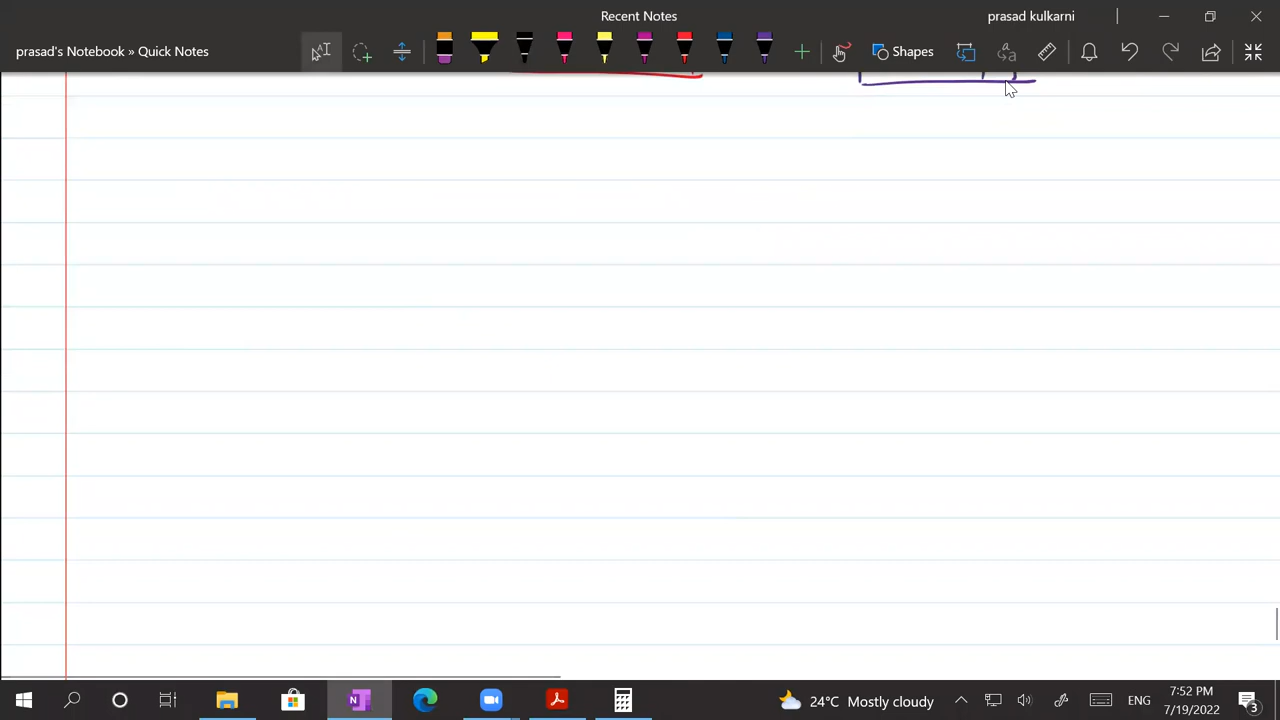 Recent Notes
prasad kulkarni
prasad's Notebook » Quick Notes
Shapes
24°C Mostly cloudy
ENG
7:52 PM
7/19/2022
3